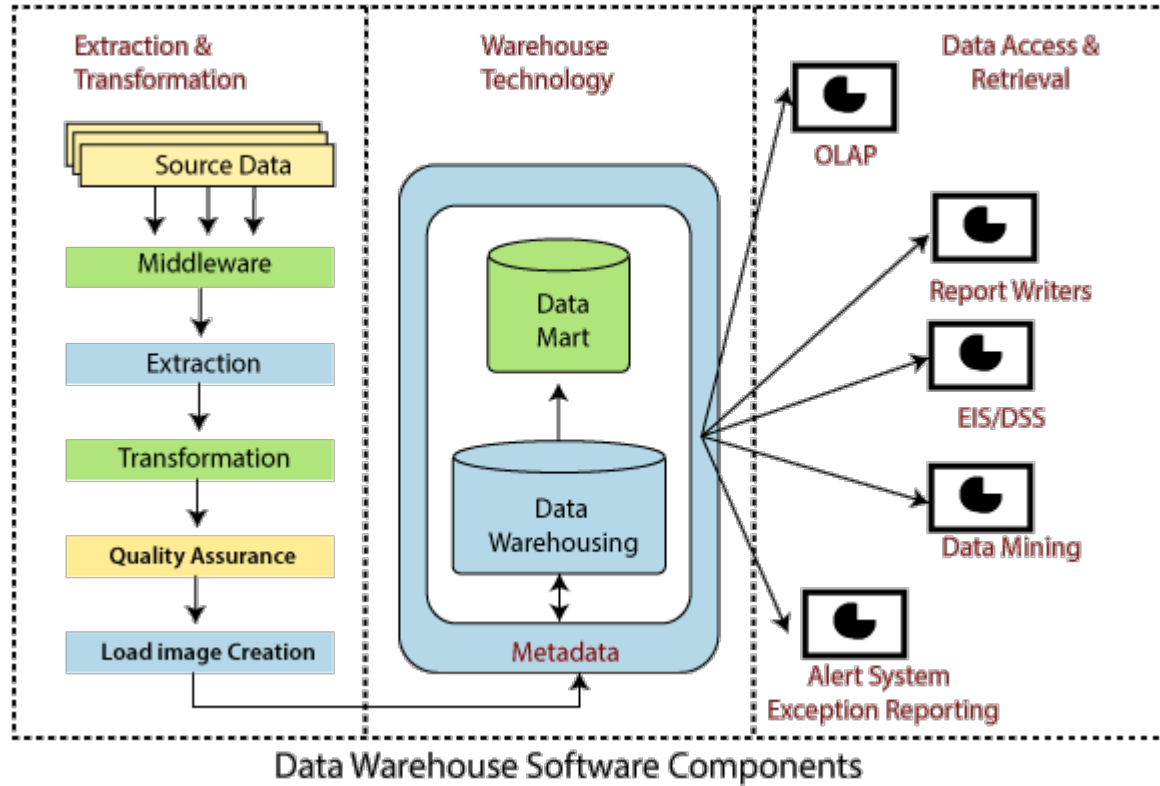 Extraction &
Transformation
Source Data
Middleware
Extraction
Transformation
Quality Assurance
Load image Creation
Warehouse
Technology
Data
Mart
Data
Warehousing
Metadata
Data Access &
Retrieval
OLAP
Report Writers
EIS/DSS
Data Mining
Alert System
Exception Reporting
Data Warehouse Software Components